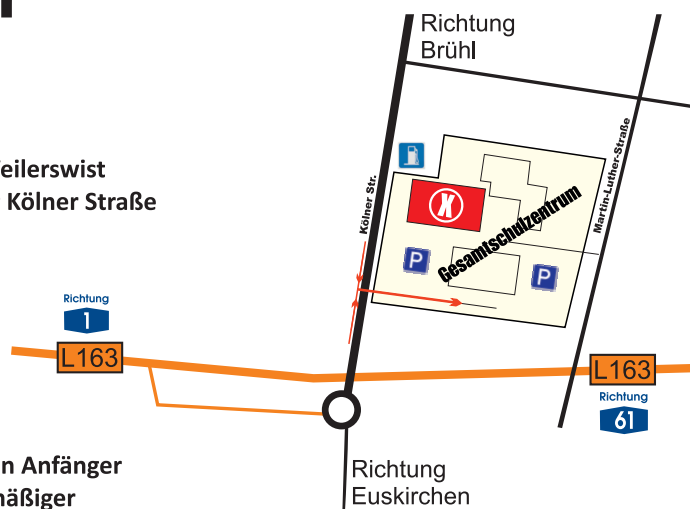 Richtung
Brühl
eilerswist
Kölner Straße
Kölner Str.
Martin-Luther-Straße
X
Gesamtschulzentrum
P
P
Richtung
1
L163
L163
Richtung
61
n Anfänger
mäßiger
Richtung
Euskirchen